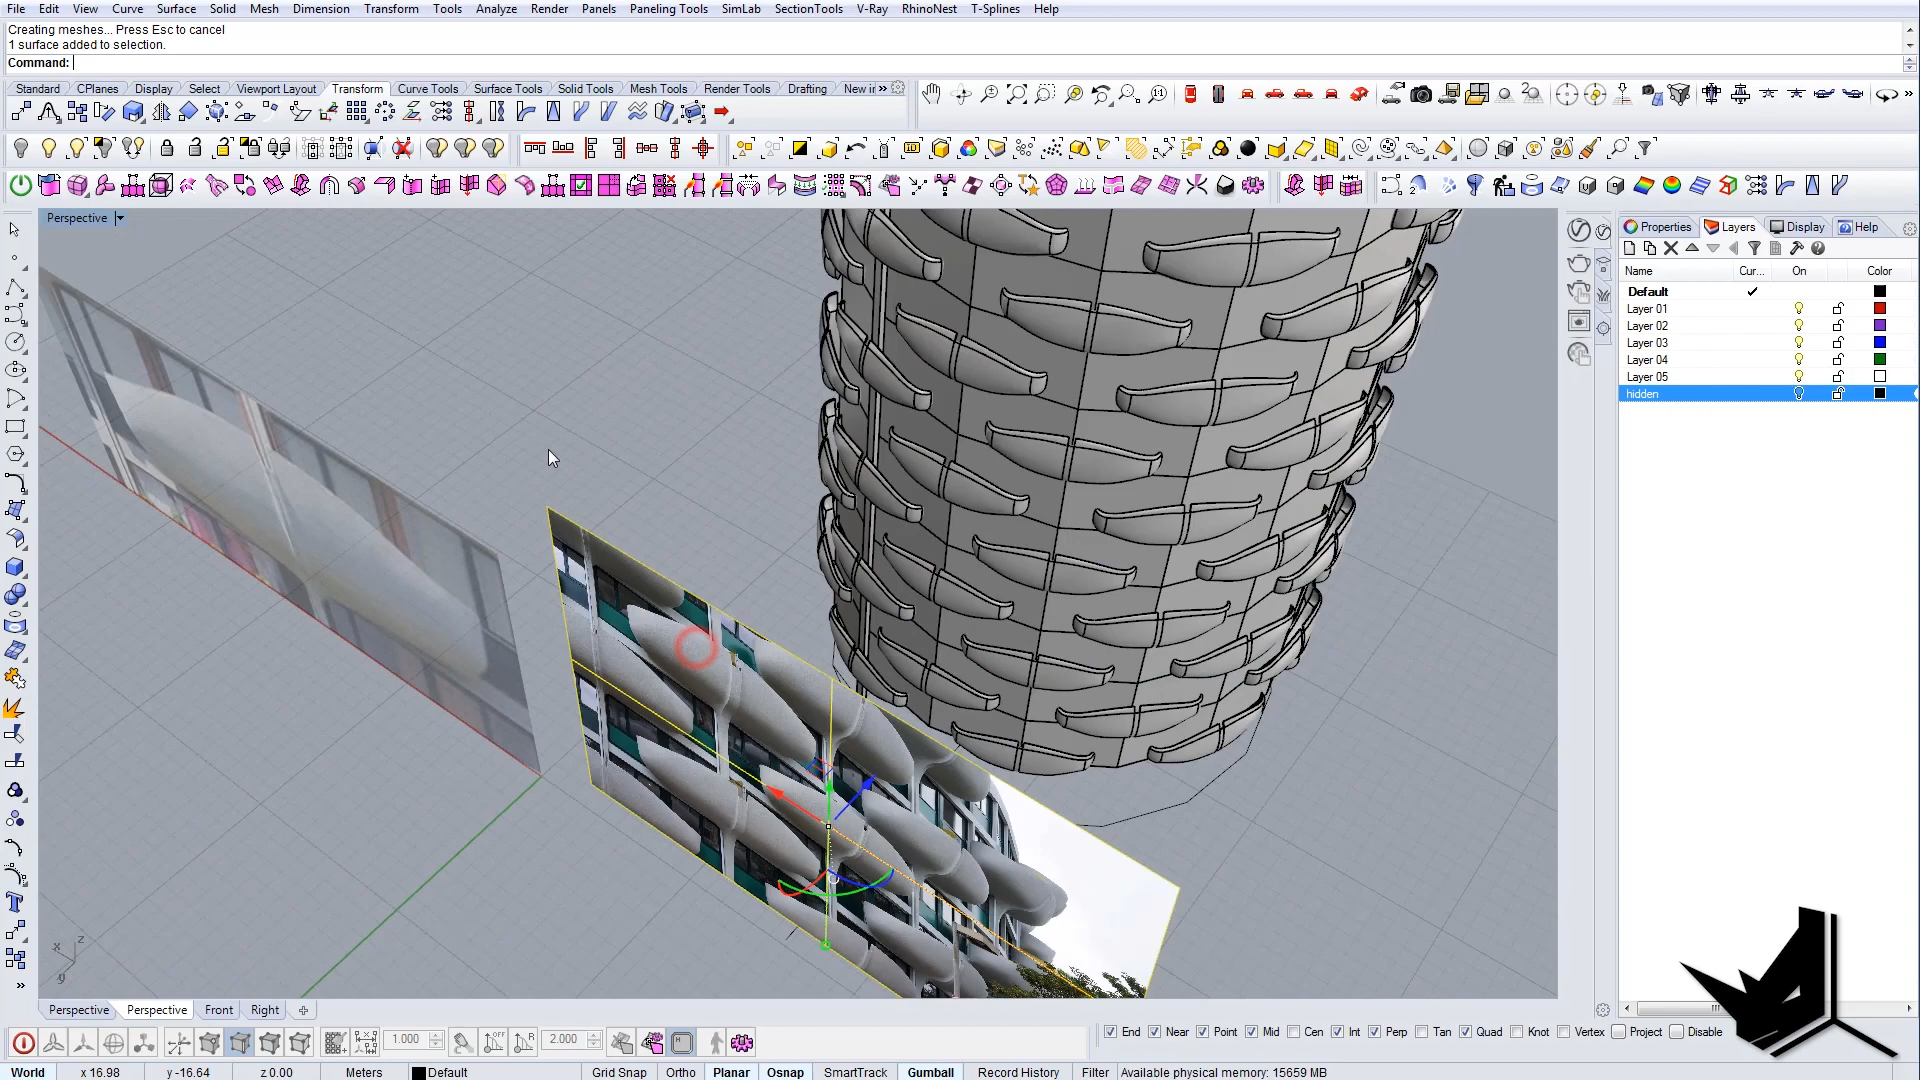 File Edit View Curve Surface Solid Mesh Dimension Transform Tools Analyze Render Panels Paneling Tools SimLab SectionTools V-Ray RhinoNest T-Splines Help
Creating meshes... Press Esc to cancel
1 surface added to selection.
Command:
Standard CPlanes Display Select Viewport Layout Transform Curve Tools Surface Tools Solid Tools Mesh Tools Render Tools Drafting New in »
Perspective
Properties Layers Display Help
Name Cur... On Color
Default
Layer 01
Layer 02
Layer 03
Layer 04
Layer 05
hidden
z
x
y
Perspective Perspective Front Right
1.000 2.000
End Near Point Mid Cen Int Perp Tan Quad Knot Vertex Project Disable
World x 16.98 y -16.64 z 0.00 Meters Default Grid Snap Ortho Planar Osnap SmartTrack Gumball Record History Filter Available physical memory: 15659 MB